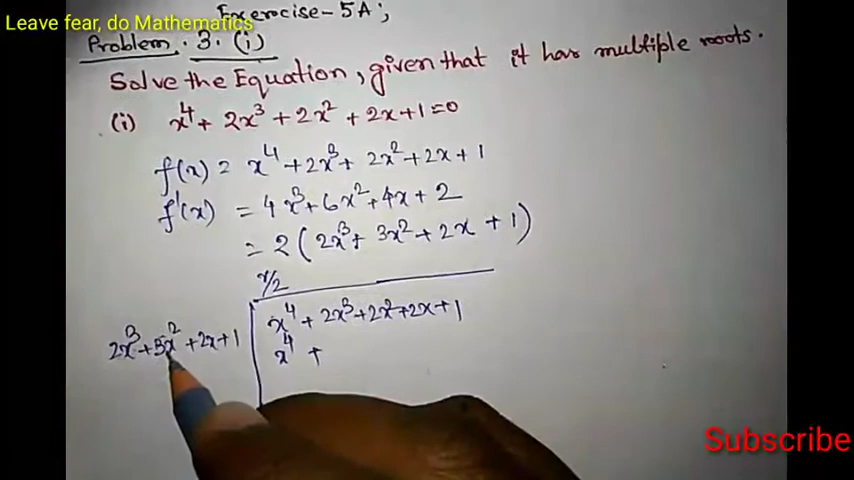 Exercise-5A;
Leave fear, do Mathematics
Problem. 3. (i)
Solve the Equation, given that it has multiple roots.
(i) x⁴ + 2x³ + 2x² + 2x + 1 = 0
f(x) = x⁴ + 2x³ + 2x² + 2x + 1
f'(x) = 4x³ + 6x² + 4x + 2
= 2(2x³ + 3x² + 2x + 1)
x/2
2x³ + 3x² + 2x + 1 | x⁴ + 2x³ + 2x² + 2x + 1
x⁴ +
Subscribe